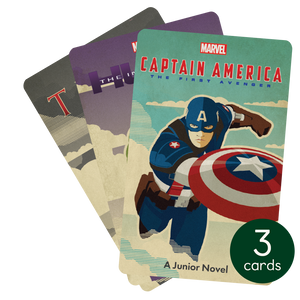 MARVEL
CAPTAIN AMERICA
THE FIRST AVENGER
A Junior Novel
3
cards